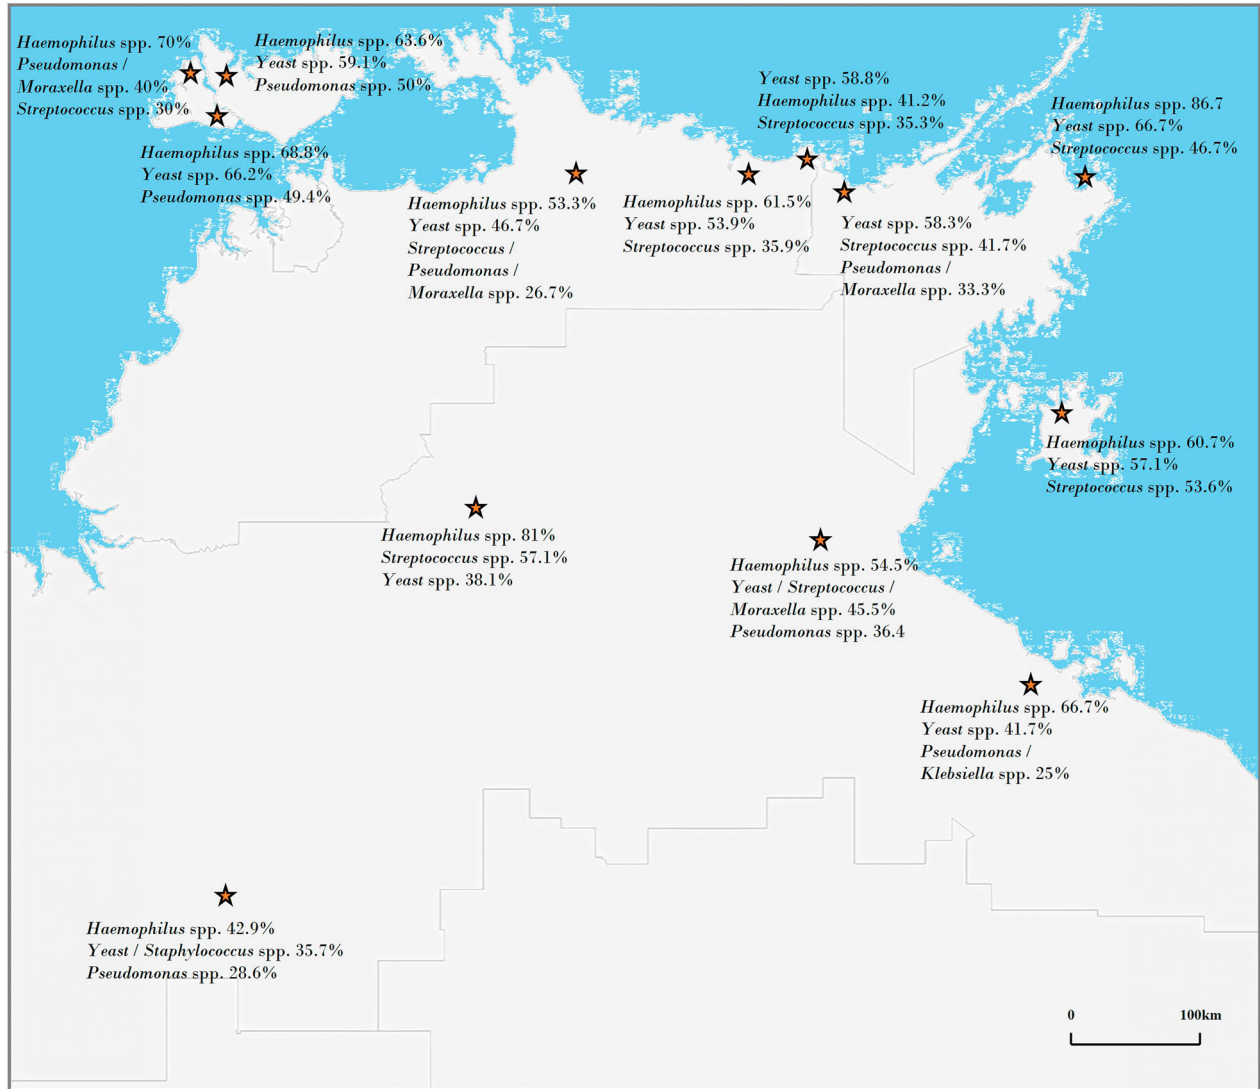 Haemophilus spp. 70%
Pseudomonas /
Moraxella spp. 40%
Streptococcus spp. 30%
Haemophilus spp. 63.6%
Yeast spp. 59.1%
Pseudomonas spp. 50%
Haemophilus spp. 68.8%
Yeast spp. 66.2%
Pseudomonas spp. 49.4%
Haemophilus spp. 53.3%
Yeast spp. 46.7%
Streptococcus /
Pseudomonas /
Moraxella spp. 26.7%
Haemophilus spp. 61.5%
Yeast spp. 53.9%
Streptococcus spp. 35.9%
Yeast spp. 58.8%
Haemophilus spp. 41.2%
Streptococcus spp. 35.3%
Yeast spp. 58.3%
Streptococcus spp. 41.7%
Pseudomonas /
Moraxella spp. 33.3%
Haemophilus spp. 86.7
Yeast spp. 66.7%
Streptococcus spp. 46.7%
Haemophilus spp. 60.7%
Yeast spp. 57.1%
Streptococcus spp. 53.6%
Haemophilus spp. 81%
Streptococcus spp. 57.1%
Yeast spp. 38.1%
Haemophilus spp. 54.5%
Yeast / Streptococcus /
Moraxella spp. 45.5%
Pseudomonas spp. 36.4
Haemophilus spp. 66.7%
Yeast spp. 41.7%
Pseudomonas /
Klebsiella spp. 25%
Haemophilus spp. 42.9%
Yeast / Staphylococcus spp. 35.7%
Pseudomonas spp. 28.6%
0 100km